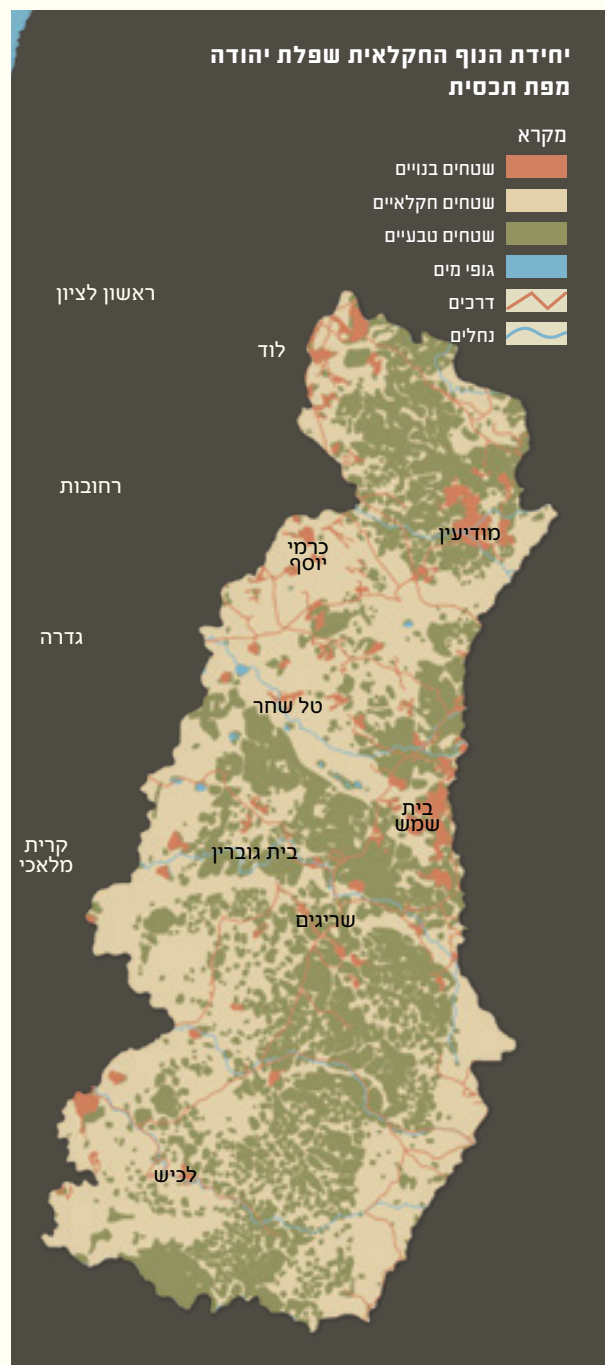 יחידת הנוף החקלאית שפלת יהודה
מפת תכסית
מקרא
שטחים בנויים
שטחים חקלאיים
שטחים טבעיים
גופי מים
דרכים
נחלים
ראשון לציון
לוד
רחובות
מודיעין
כרמי
יוסף
גדרה
טל שחר
בית
שמש
קרית
מלאכי
בית גוברין
שריגים
לכיש